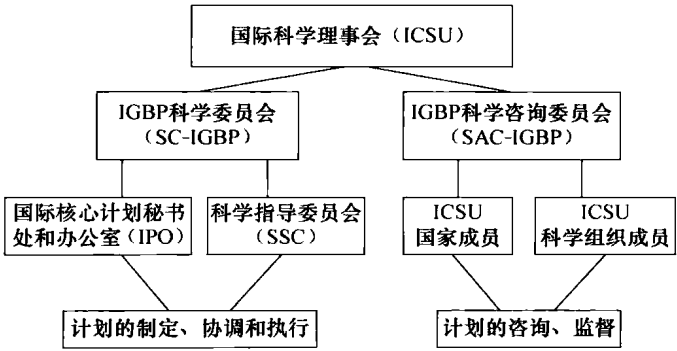 国际科学理事会（ICSU）
IGBP科学委员会
（SC-IGBP）
IGBP科学咨询委员会
（SAC-IGBP）
国际核心计划秘书
处和办公室（IPO）
科学指导委员会
（SSC）
ICSU
国家成员
ICSU
科学组织成员
计划的制定、协调和执行
计划的咨询、监督